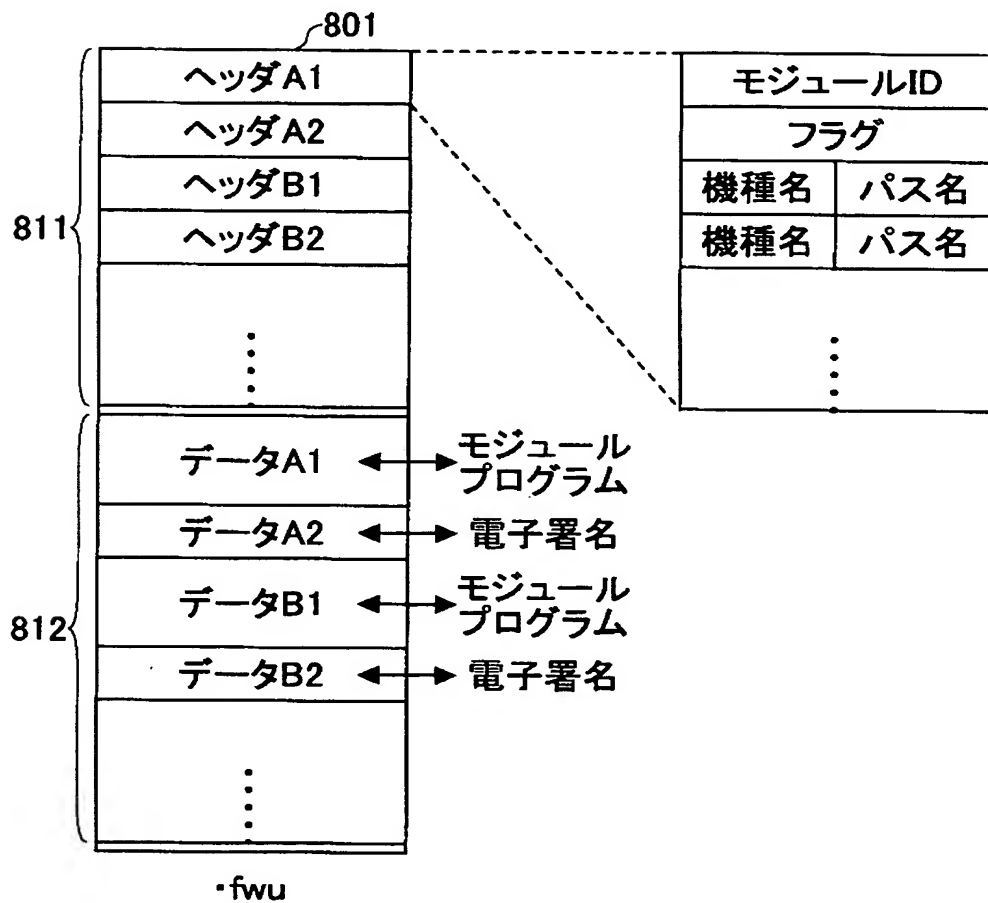 801
ヘッダA1
ヘッダA2
ヘッダB1
ヘッダB2
811
モジュールID
フラグ
機種名 パス名
機種名 パス名
データA1
モジュール
プログラム
データA2
電子署名
データB1
モジュール
プログラム
812
データB2
電子署名
・fwu